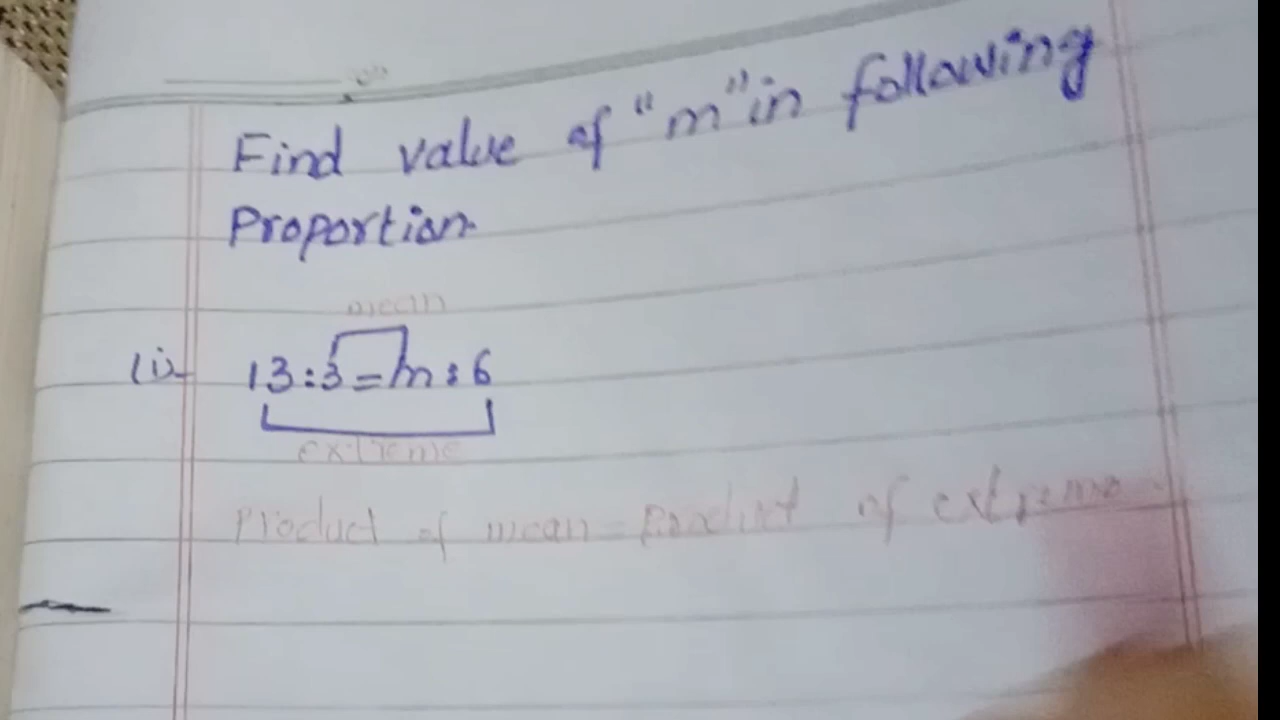 Find value of "m" in following
Proportion.
mean
(i) 13:3=m:6
extreme
Product of mean=Product of extreme